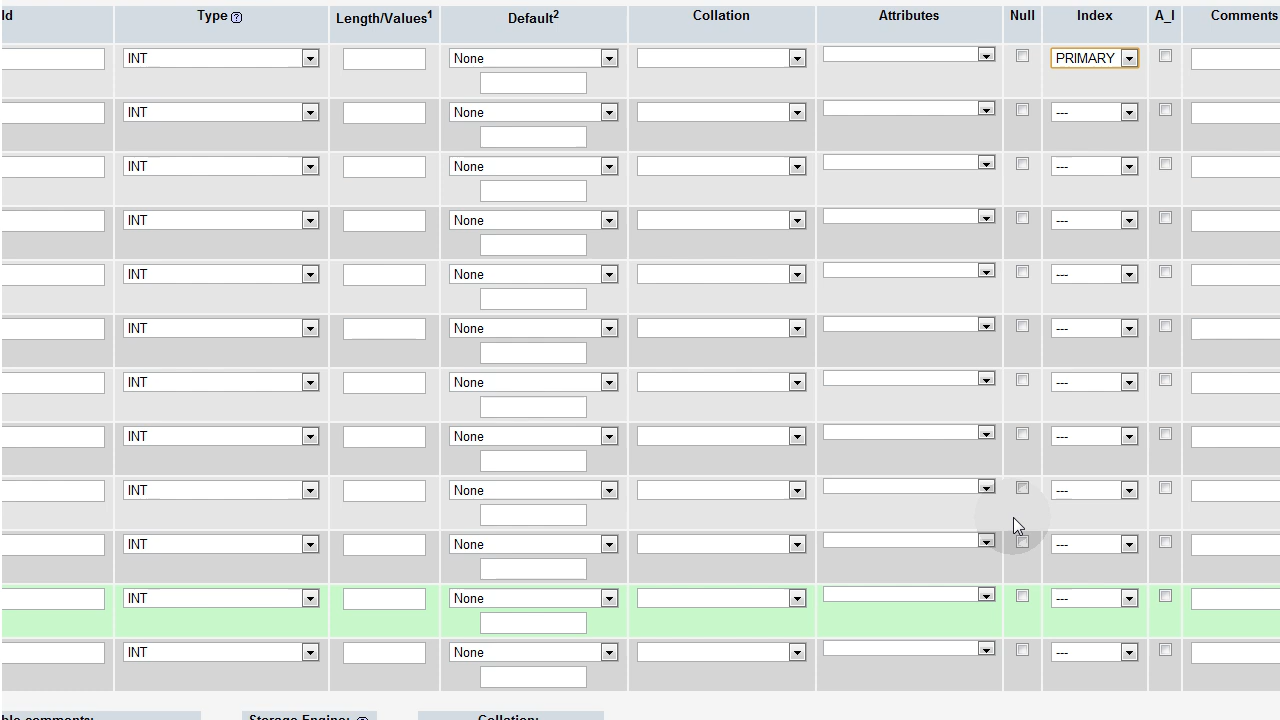 ld Type Length/Values1 Default2 Collation Attributes Null Index A_I Comments
INT None PRIMARY
INT None ---
INT None ---
INT None ---
INT None ---
INT None ---
INT None ---
INT None ---
INT None ---
INT None ---
INT None ---
INT None ---
ble comments: Storage Engine: Collation: